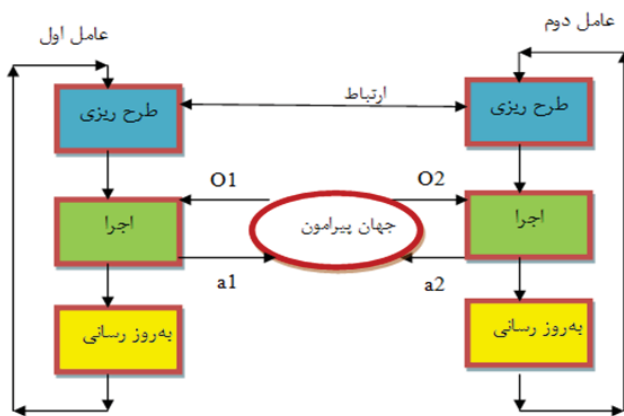 عامل دوم
عامل اول
طرح ریزی
ارتباط
طرح ریزی
O2
O1
اجرا
جهان پیرامون
اجرا
a2
a1
به‌روز رسانی
به‌روز رسانی